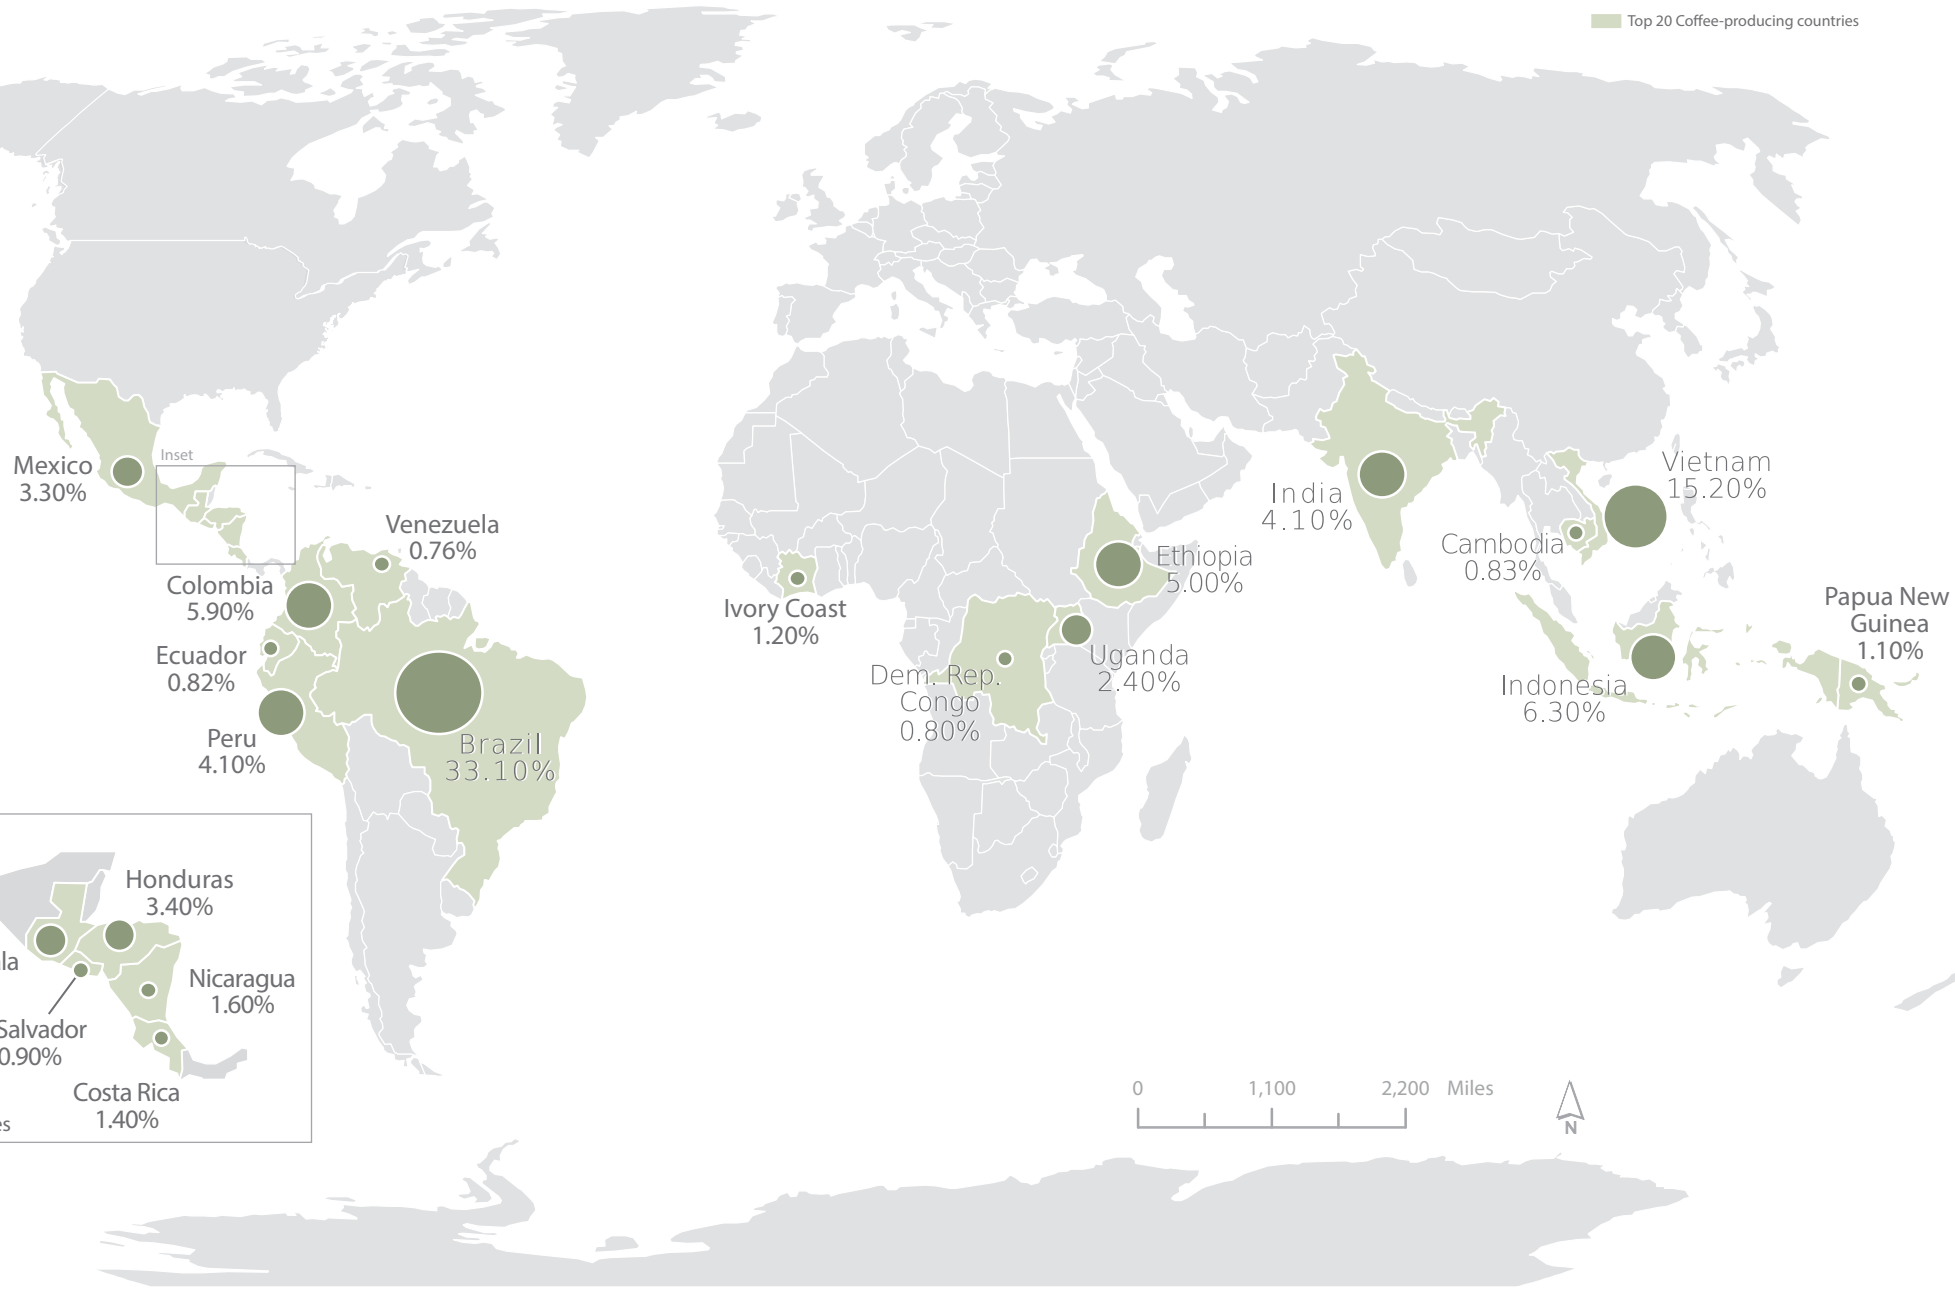 Top 20 Coffee-producing countries
Mexico
3.30%
Inset
Venezuela
0.76%
Colombia
5.90%
Ecuador
0.82%
Peru
4.10%
Brazil
33.10%
Ivory Coast
1.20%
Dem. Rep.
Congo
0.80%
Ethiopia
5.00%
Uganda
2.40%
India
4.10%
Vietnam
15.20%
Cambodia
0.83%
Indonesia
6.30%
Papua New
Guinea
1.10%
Honduras
3.40%
la
Nicaragua
1.60%
Salvador
0.90%
Costa Rica
1.40%
es
0 1,100 2,200 Miles
N